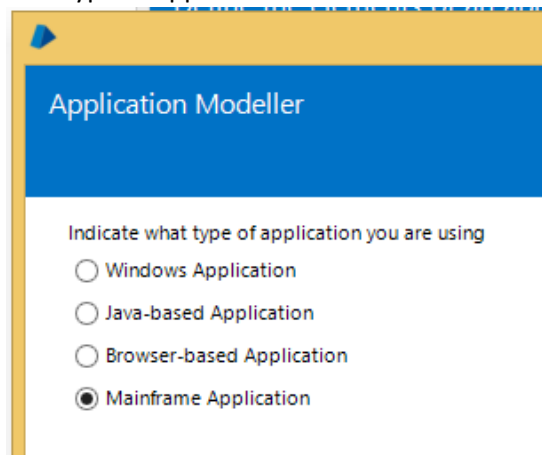 Application Modeller
Indicate what type of application you are using
Windows Application
Java-based Application
Browser-based Application
Mainframe Application